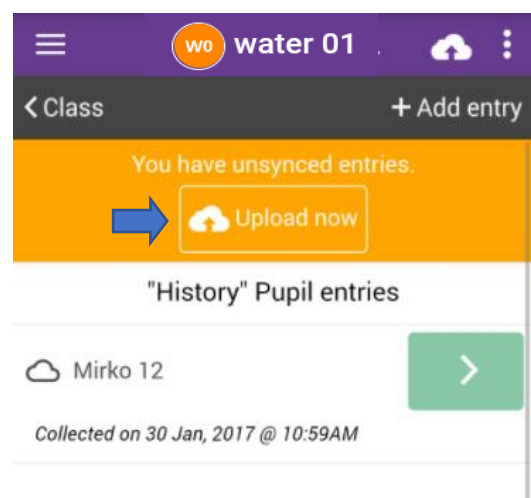 wo water 01
Class + Add entry
You have unsynced entries.
Upload now
"History" Pupil entries
Mirko 12
Collected on 30 Jan, 2017 @ 10:59AM